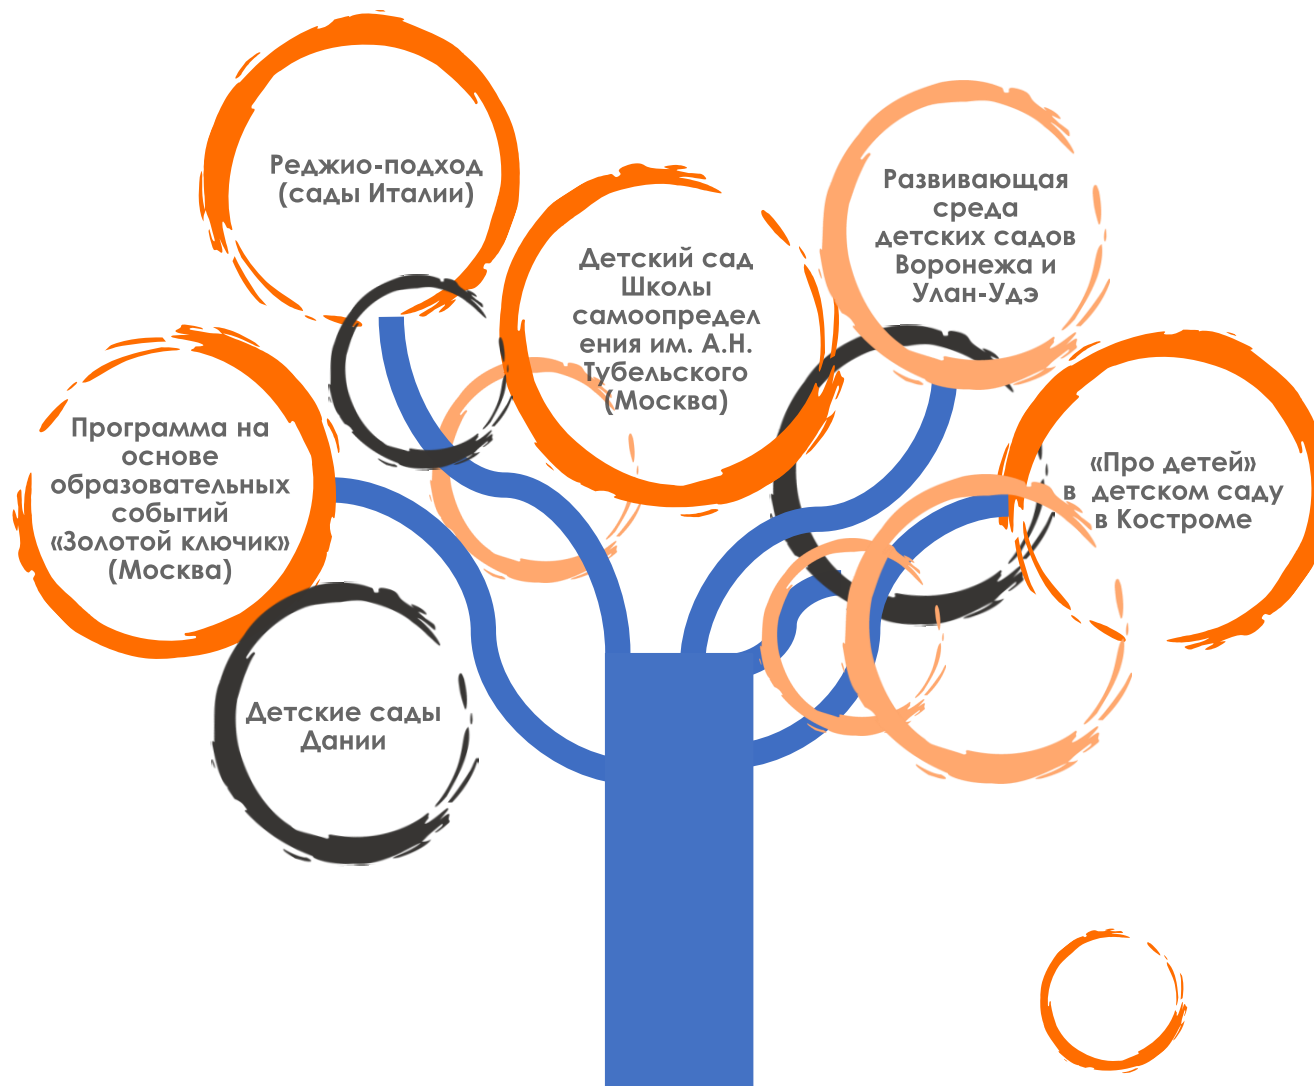 Реджио-подход
(сады Италии)
Детский сад
Школы
самоопредел
ения им. А.Н.
Тубельского
(Москва)
Развивающая
среда
детских садов
Воронежа и
Улан-Удэ
Программа на
основе
образовательных
событий
«Золотой ключик»
(Москва)
«Про детей»
в  детском саду
в Костроме
Детские сады
Дании